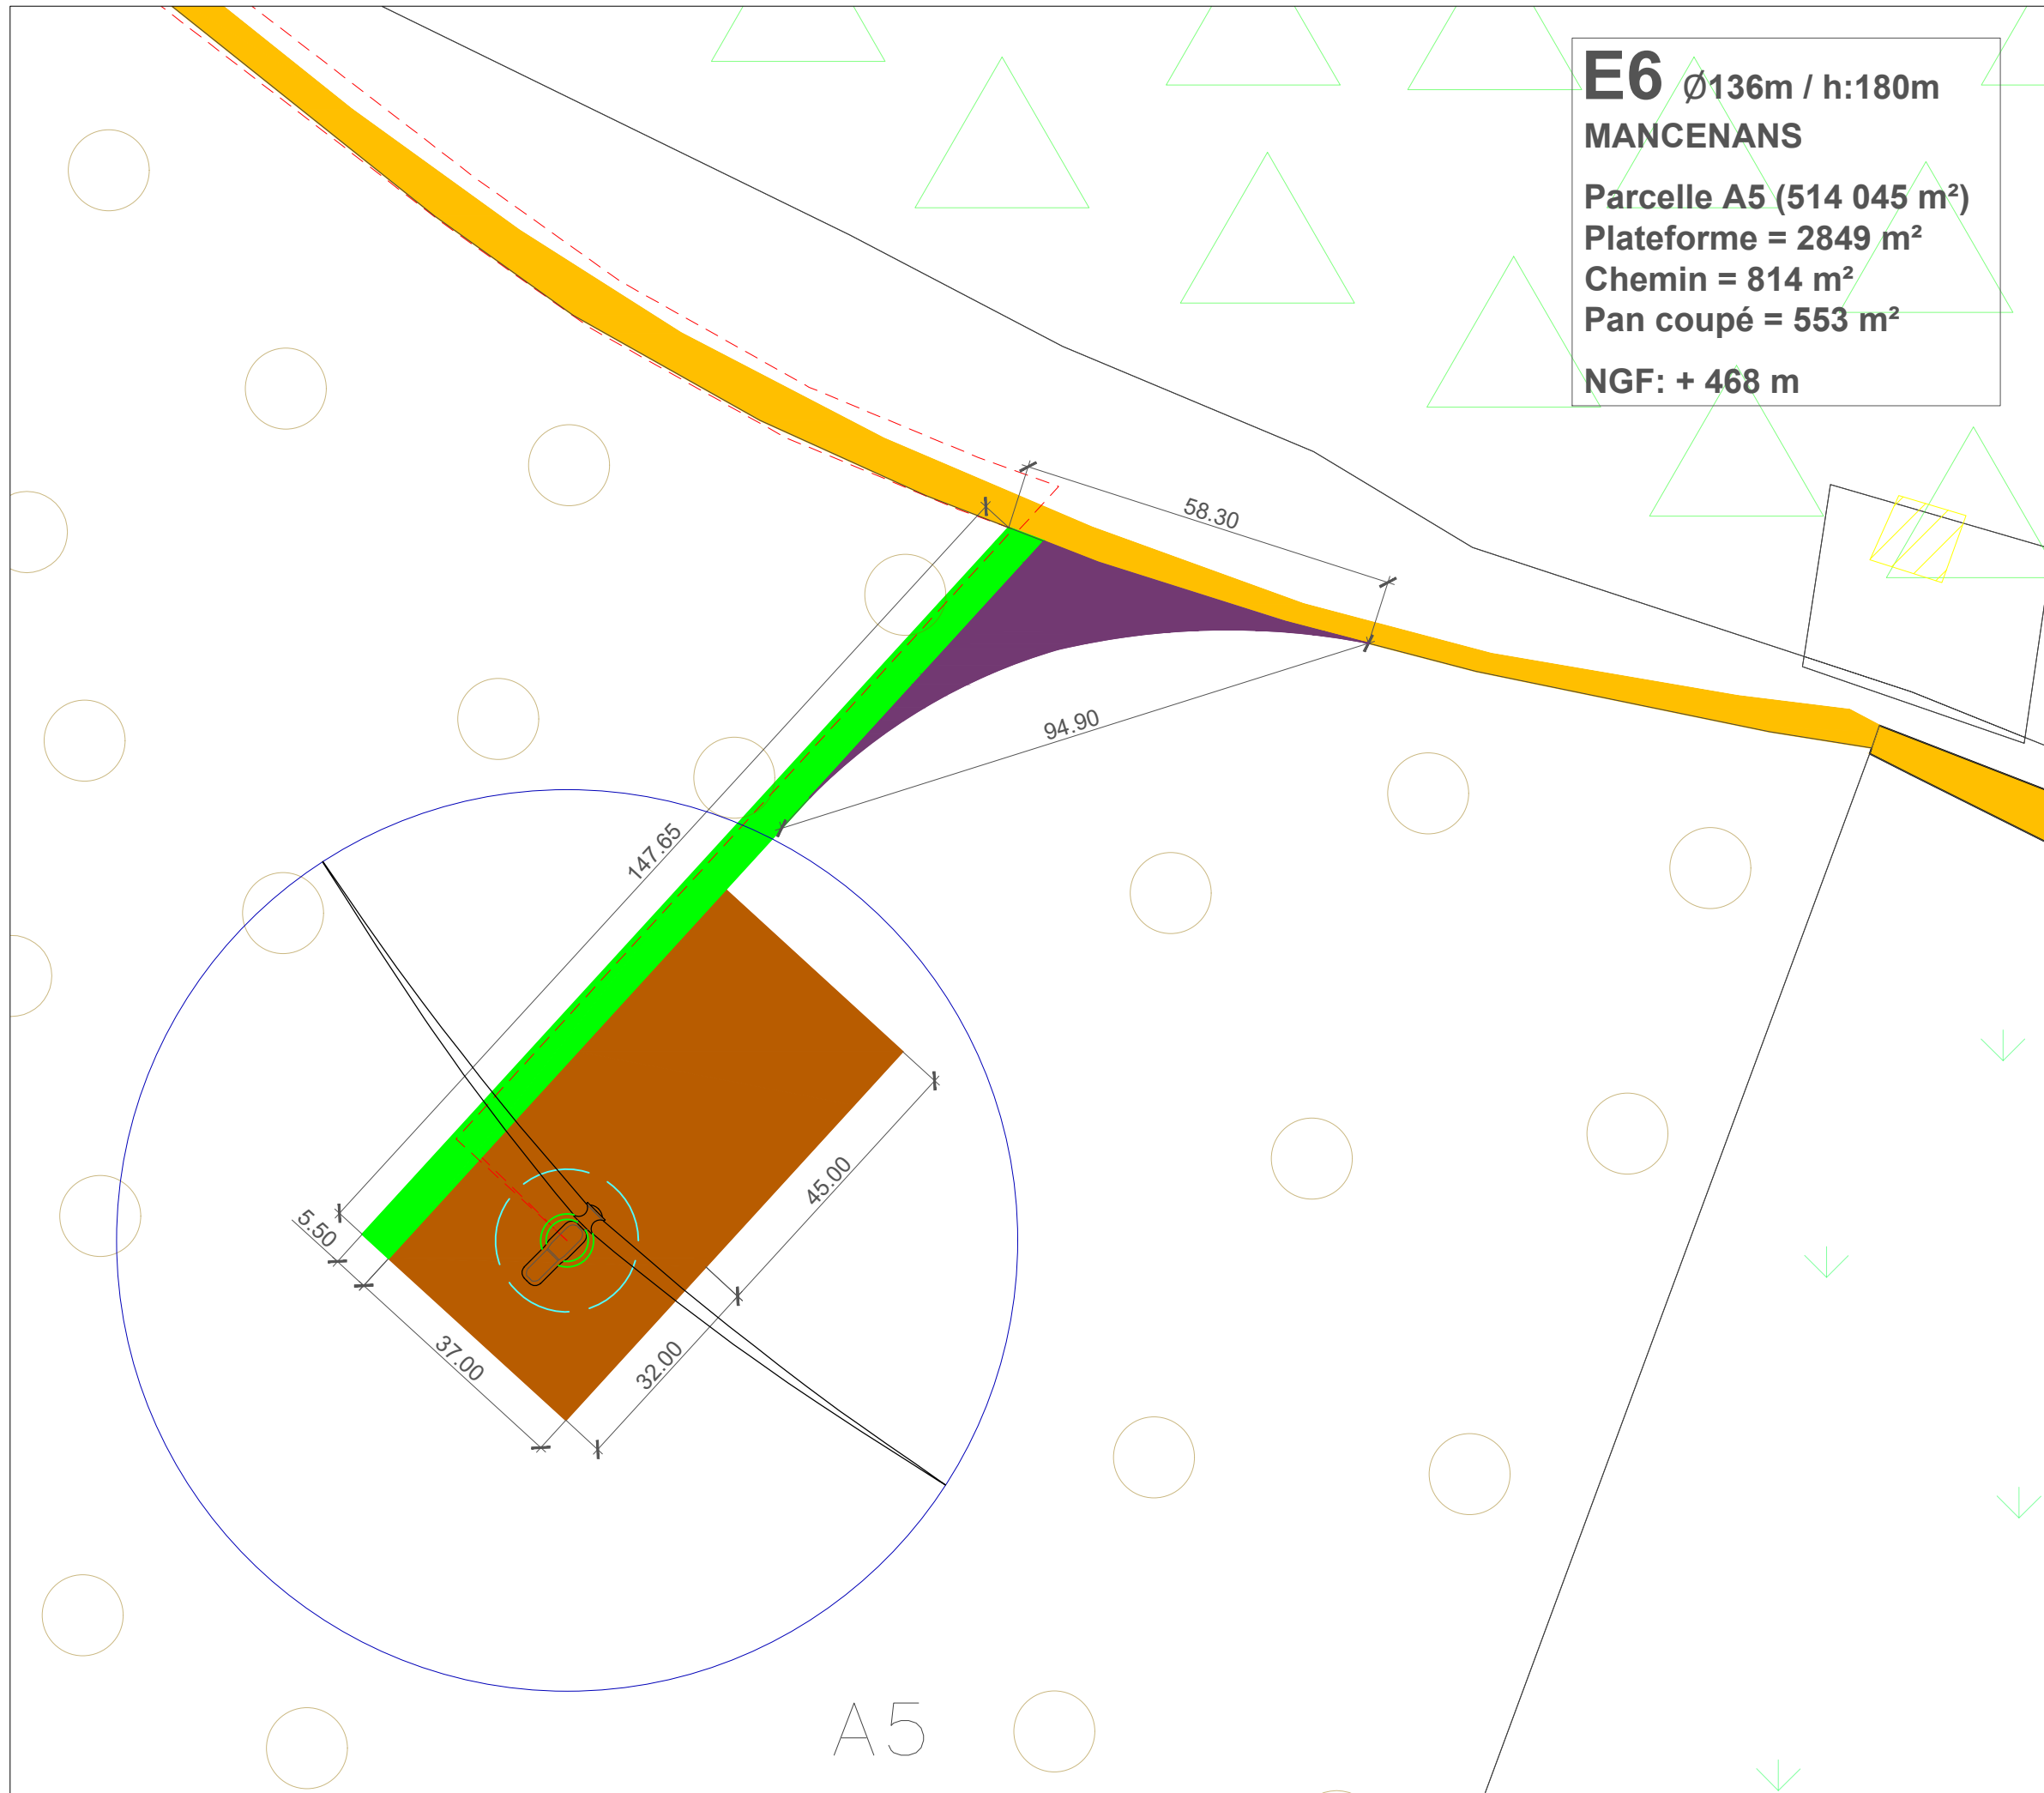 E6 Ø136m / h:180m
MANCENANS
Parcelle A5 (514 045 m²)
Plateforme = 2849 m²
Chemin = 814 m²
Pan coupé = 553 m²
NGF: + 468 m
58.30
94.90
147.65
45.00
5.50
37.00
32.00
A5